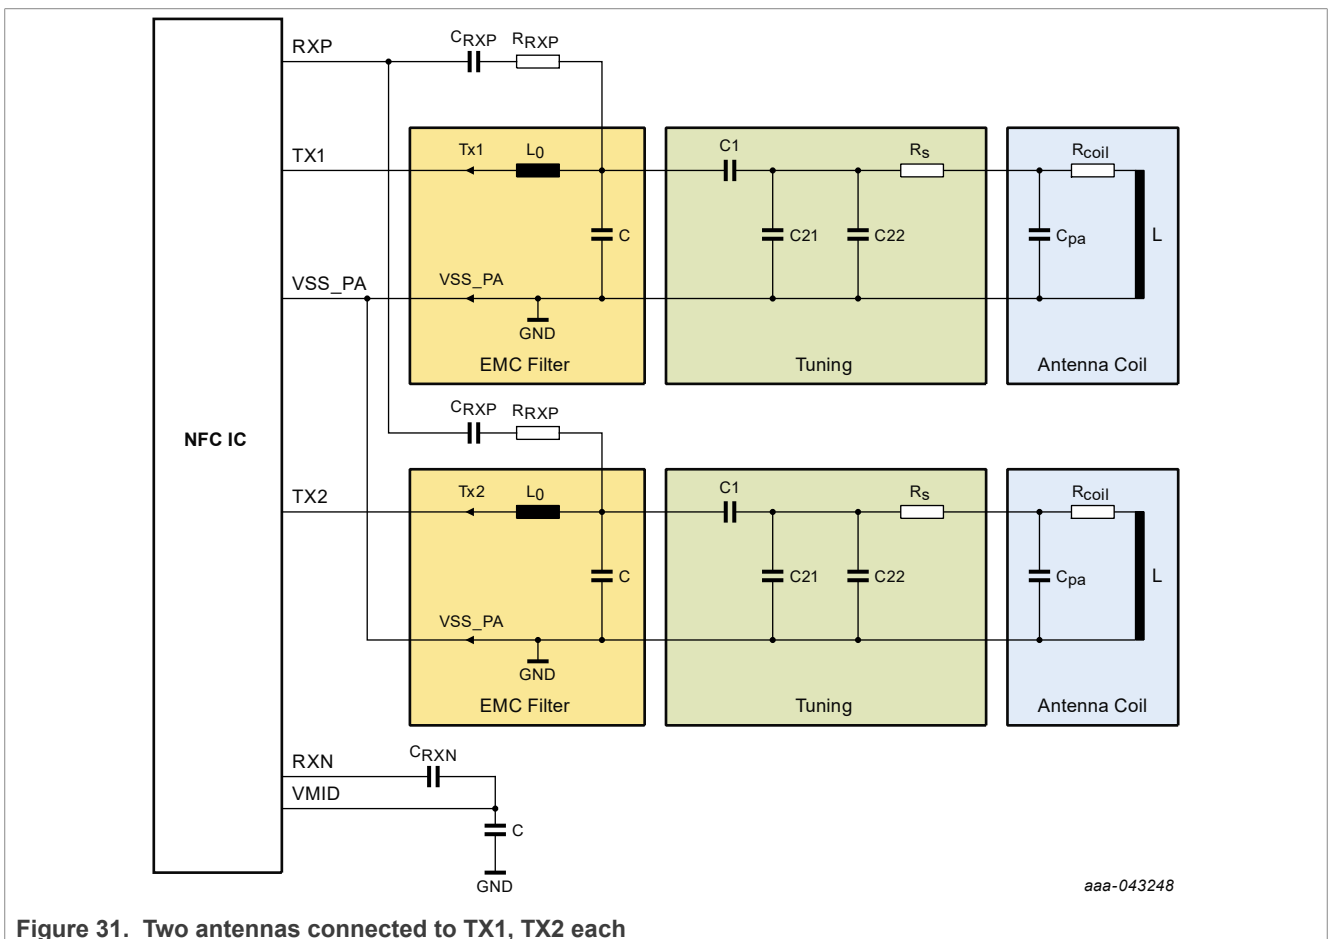 RXP
CRXP RRXP
TX1
Tx1 L0
C
VSS_PA
VSS_PA
GND
EMC Filter
C1
C21
C22
Rs
Tuning
Cpa
Rcoil
L
Antenna Coil
NFC IC
CRXP RRXP
TX2
Tx2 L0
C
VSS_PA
GND
EMC Filter
C1
C21
C22
Rs
Tuning
Cpa
Rcoil
L
Antenna Coil
RXN
CRXN
VMID
C
GND
aaa-043248
Figure 31. Two antennas connected to TX1, TX2 each